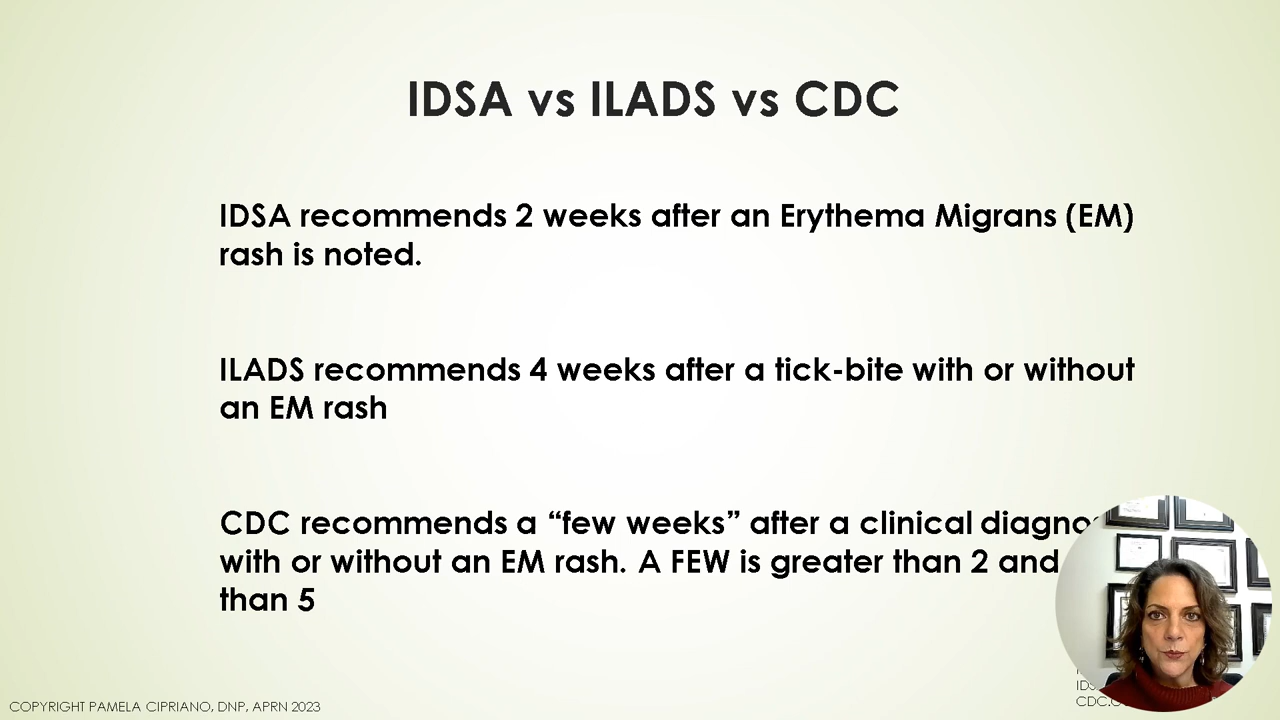 IDSA vs ILADS vs CDC
IDSA recommends 2 weeks after an Erythema Migrans (EM)
rash is noted.
ILADS recommends 4 weeks after a tick-bite with or without
an EM rash
CDC recommends a “few weeks” after a clinical
with or without an EM rash. A FEW is greater than 2 and
than 5
COPYRIGHT PAMELA CIPRIANO, DNP, APRN 2023